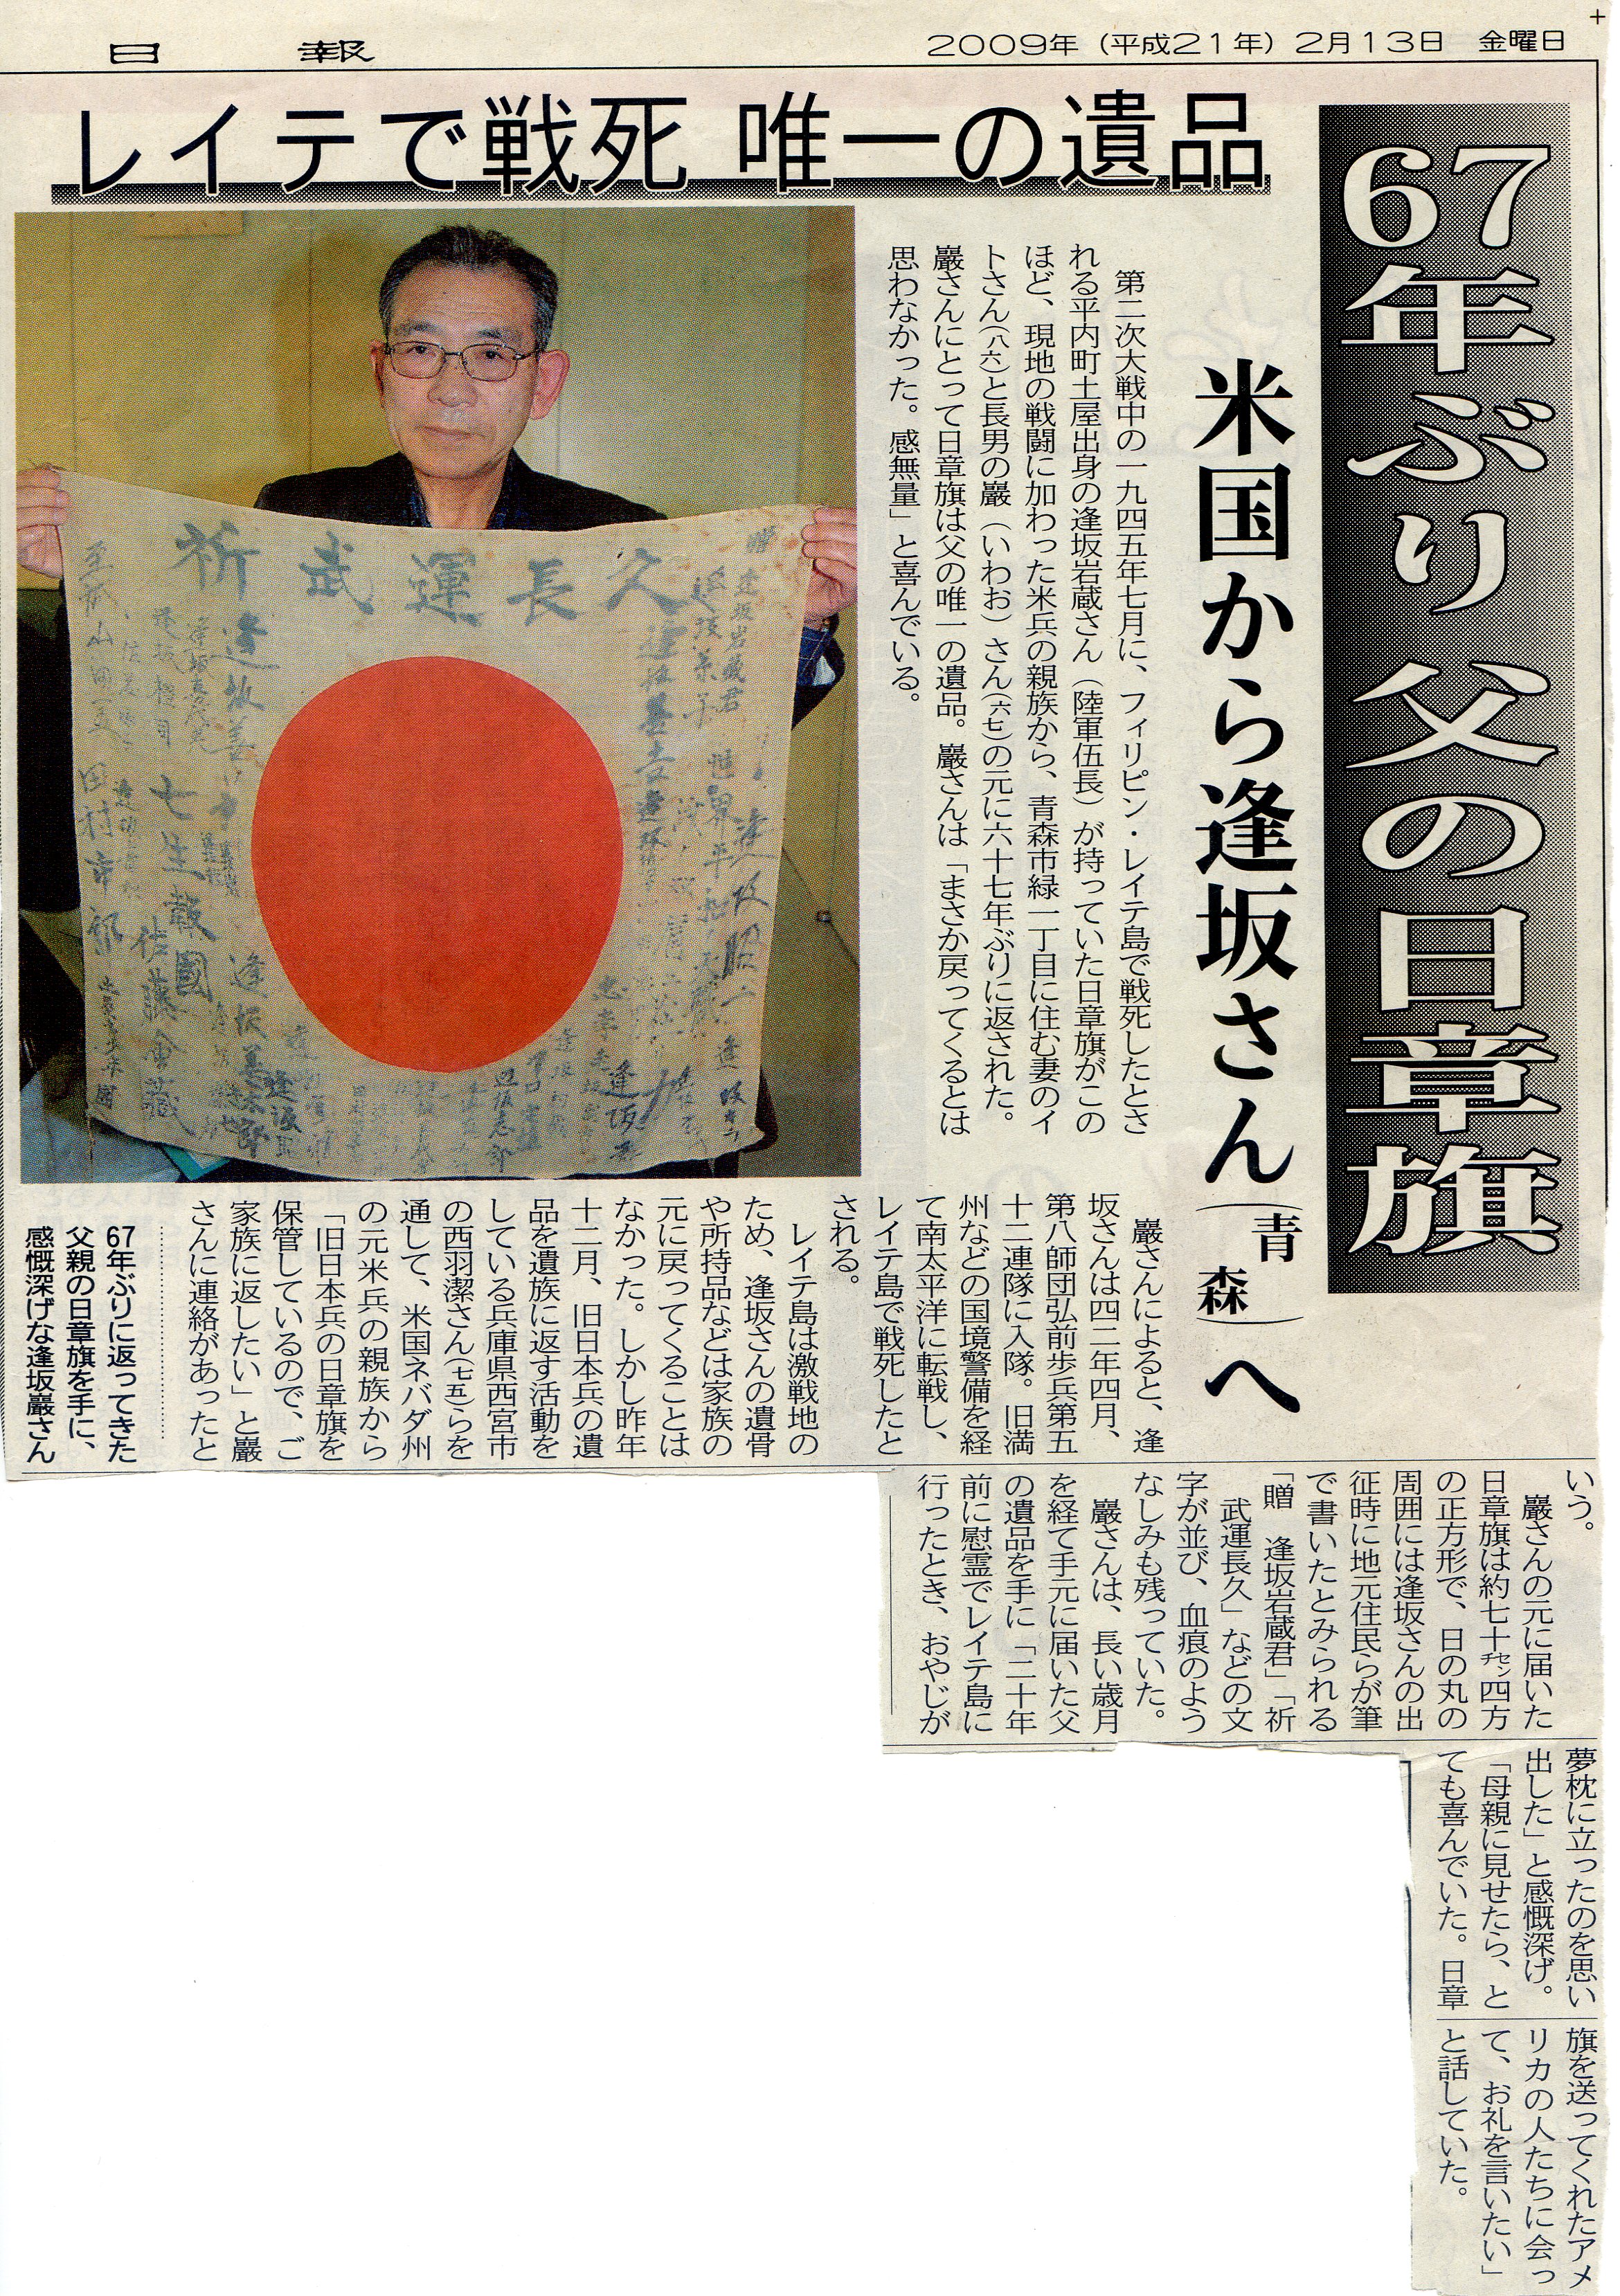 日報
2009年(平成21年)2月13日 金曜日
67年ぶり父の日章旗
レイテで戦死 唯一の遺品
米国から逢坂さん(青森)へ
第二次大戦中の一九四五年七月に、フィリピン・レイテ島で戦死したとさ
れる平内町土屋出身の逢坂岩蔵さん(陸軍伍長)が持っていた日章旗がこの
ほど、現地の戦闘に加わった米兵の親族から、青森市緑一丁目に住む妻のイ
トさん(八六)と長男の巖(いわお)さん(六七)の元に六十七年ぶりに返された。
巖さんにとって日章旗は父の唯一の遺品。巖さんは「まさか戻ってくるとは
思わなかった。感無量」と喜んでいる。
巖さんによると、逢
坂さんは四二年四月、
第八師団弘前歩兵第五
十二連隊に入隊。旧満
州などの国境警備を経
て南太平洋に転戦し、
レイテ島で戦死したと
される。
レイテ島は激戦地の
ため、逢坂さんの遺骨
や所持品などは家族の
元に戻ってくることは
なかった。しかし昨年
十二月、旧日本兵の遺
品を遺族に返す活動を
している兵庫県西宮市
の西羽潔さん(七五)らを
通して、米国ネバダ州
の元米兵の親族から
「旧日本兵の日章旗を
保管しているので、ご
家族に返したい」と巖
さんに連絡があったと
いう。
巖さんの元に届いた
日章旗は約七十センチ四方
の正方形で、日の丸の
周囲には逢坂さんの出
征時に地元住民らが筆
で書いたとみられる
「贈 逢坂岩蔵君」「祈
武運長久」などの文
字が並び、血痕のよう
なしみも残っていた。
巖さんは、長い歳月
を経て手元に届いた父
の遺品を手に「二十年
前に慰霊でレイテ島に
行ったとき、おやじが
夢枕に立ったのを思い
出した」と感慨深げ。
「母親に見せたら、と
ても喜んでいた。日章
旗を送ってくれたアメ
リカの人たちに会っ
て、お礼を言いたい」
と話していた。
67年ぶりに返ってきた
父親の日章旗を手に、
感慨深げな逢坂巖さん
祈武運長久
贈 逢坂岩蔵君
七生報國
佐藤金藏
田村市郎
逢坂甚太郎